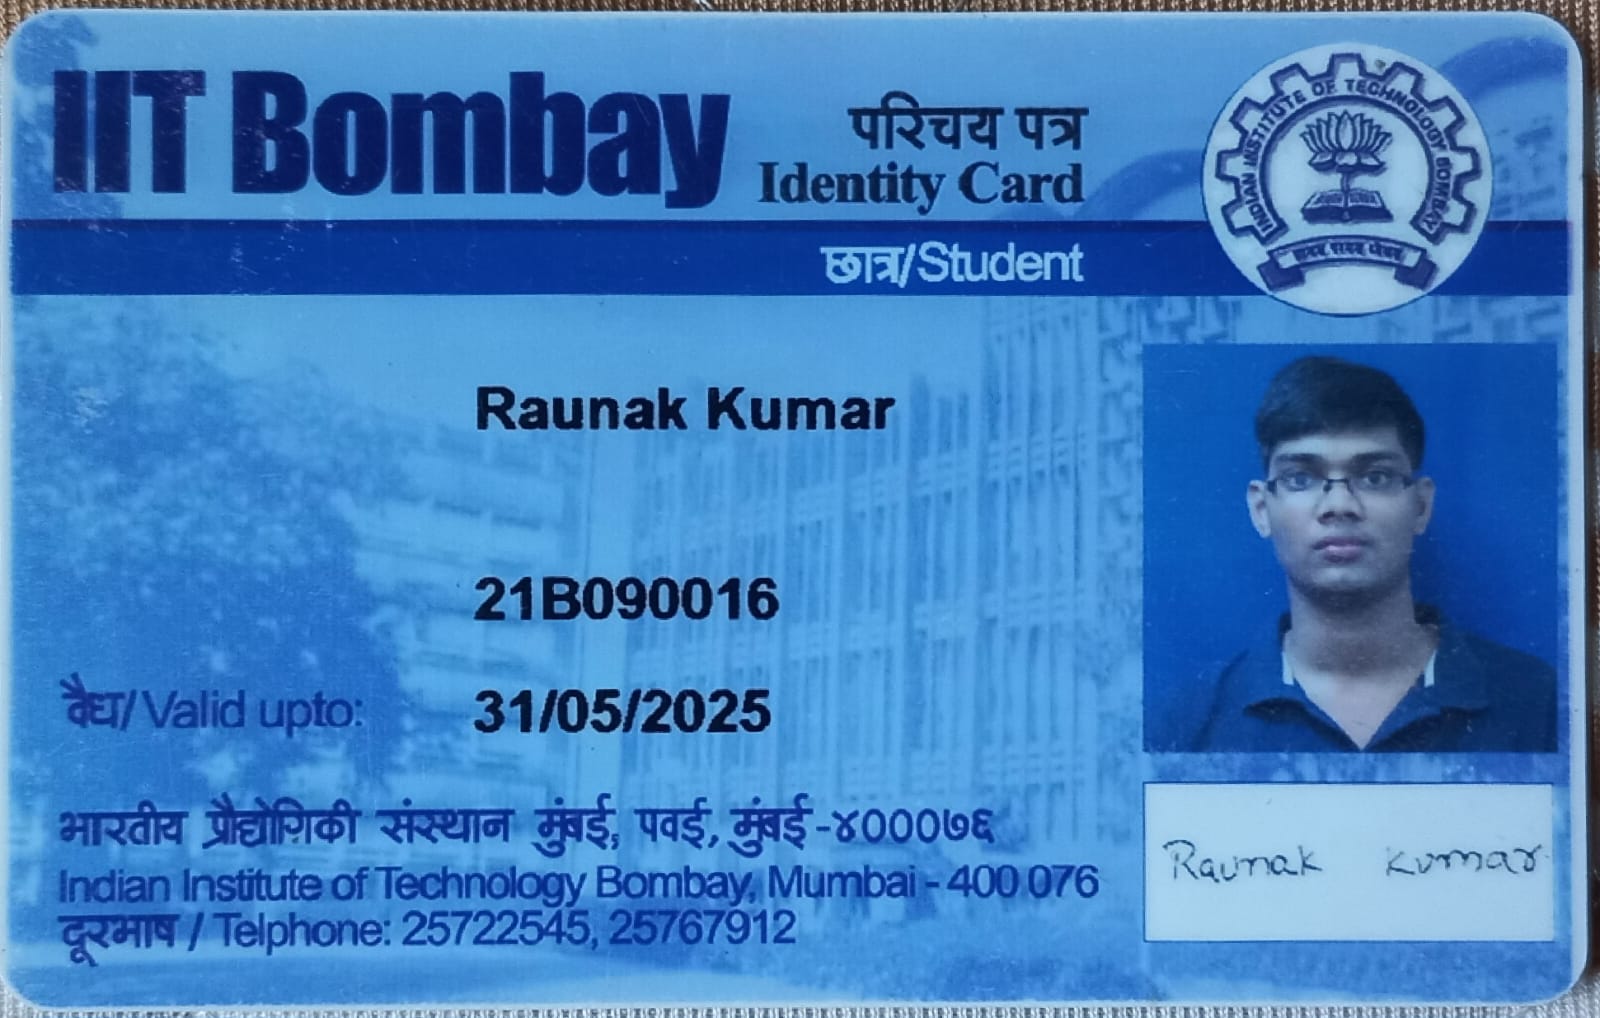 IIT Bombay
परिचय पत्र
Identity Card
छात्र/Student
INDIAN INSTITUTE OF TECHNOLOGY BOMBAY
Raunak Kumar
21B090016
वैध/ Valid upto: 31/05/2025
भारतीय प्रौद्योगिकी संस्थान मुंबई, पवई, मुंबई -४०००७६
Indian Institute of Technology Bombay, Mumbai - 400 076
दूरभाष / Telphone: 25722545, 25767912
Raunak Kumar